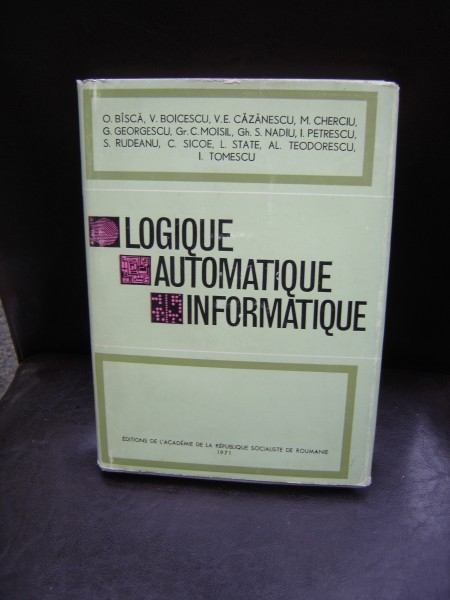 O. BÎSCĂ, V. BOICESCU, V.E. CĂZĂNESCU, M. CHERCIU,
G. GEORGESCU, Gr. C. MOISIL, Gh. S. NADIU, I. PETRESCU,
S. RUDEANU, C. SICOE, L. STATE, AL. TEODORESCU,
I. TOMESCU
LOGIQUE
AUTOMATIQUE
INFORMATIQUE
ÉDITIONS DE L'ACADÉMIE DE LA RÉPUBLIQUE SOCIALISTE DE ROUMANIE
1971